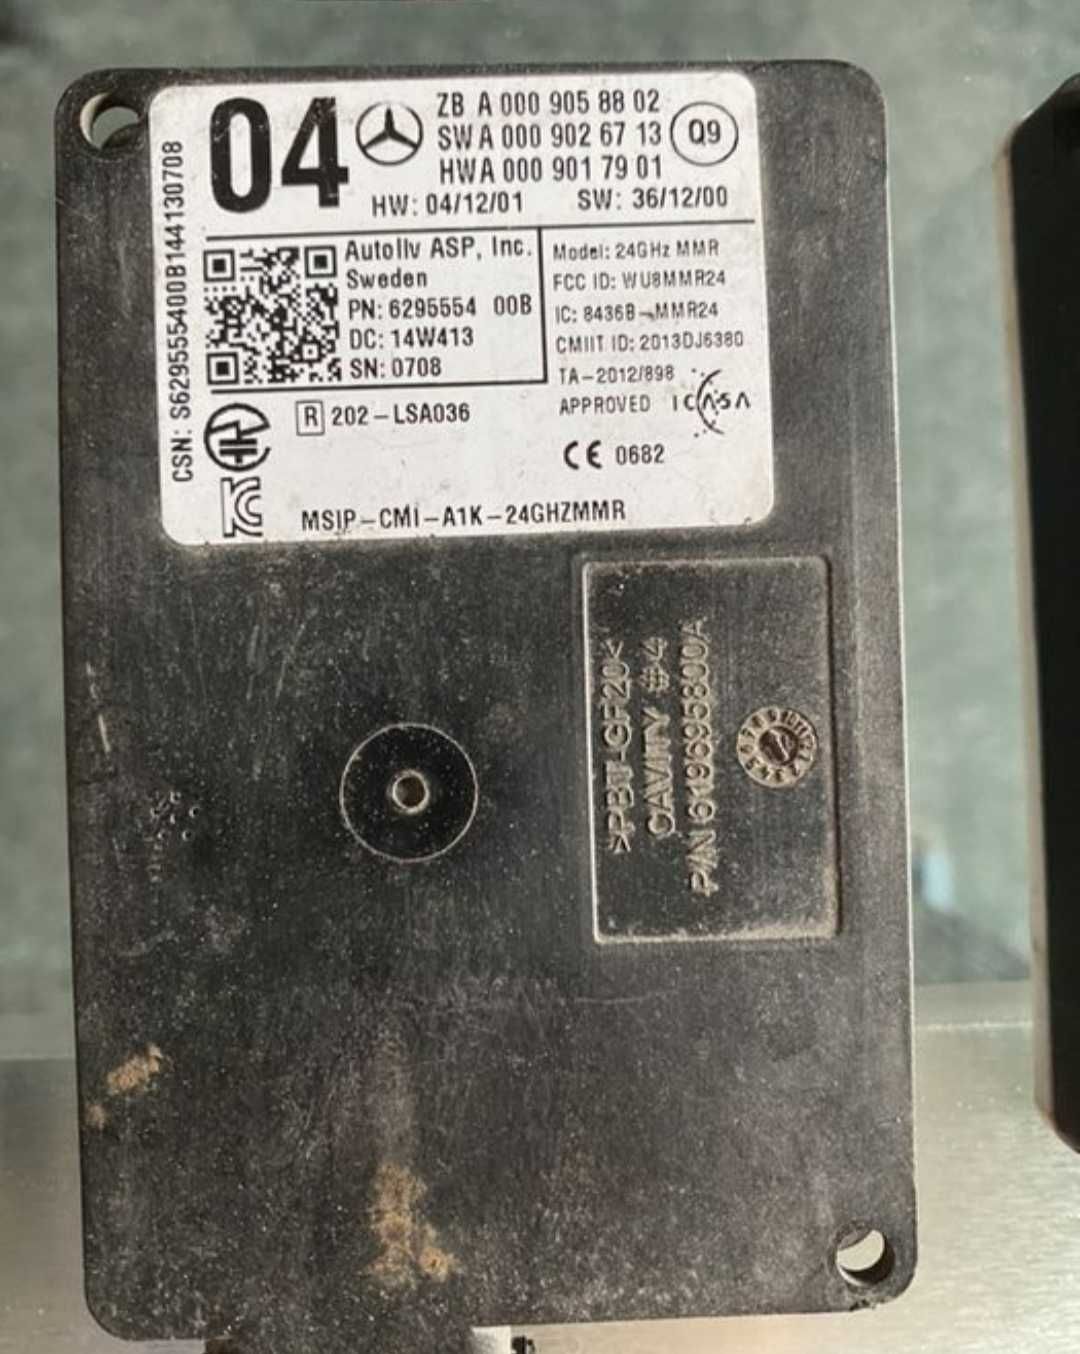 04
ZB A 000 905 88 02
SW A 000 902 67 13
HW A 000 901 79 01
Q9
HW: 04/12/01 SW: 36/12/00
CSN: S629555400B144130708
Autoliv ASP, Inc.
Sweden
PN: 6295554 00B
DC: 14W413
SN: 0708
Model: 24GHz MMR
FCC ID: WU8MMR24
IC: 8436B-MMR24
CMIIT ID: 2013DJ6380
TA-2012/898
APPROVED ICASA
R 202-LSA036
CE 0682
MSIP-CMI-A1K-24GHZMMR
>PBT-GF20<
CAVITY #4
P/N 619695800A